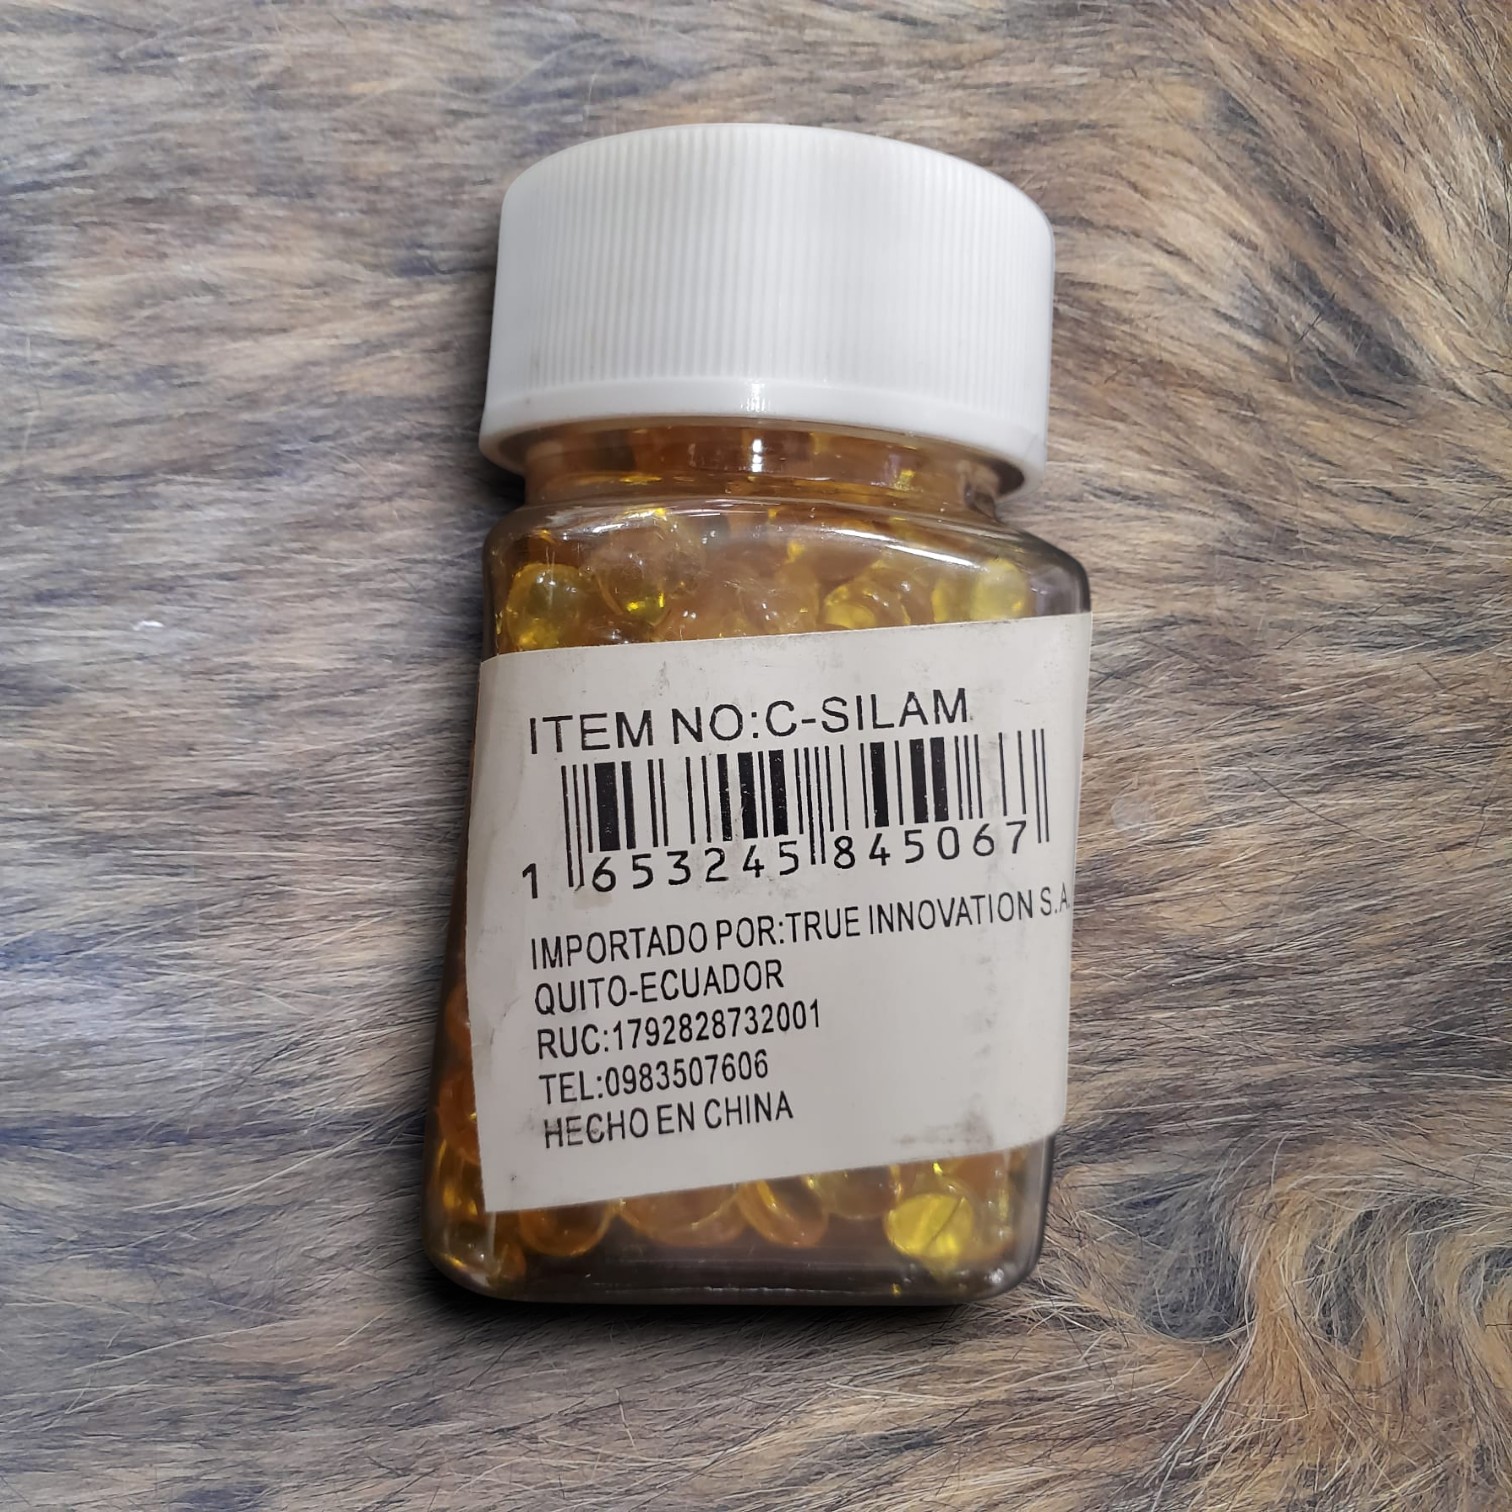 ITEM NO:C-SILAM
1 653245 845067
IMPORTADO POR:TRUE INNOVATION S.A.
QUITO-ECUADOR
RUC:1792828732001
TEL:0983507606
HECHO EN CHINA